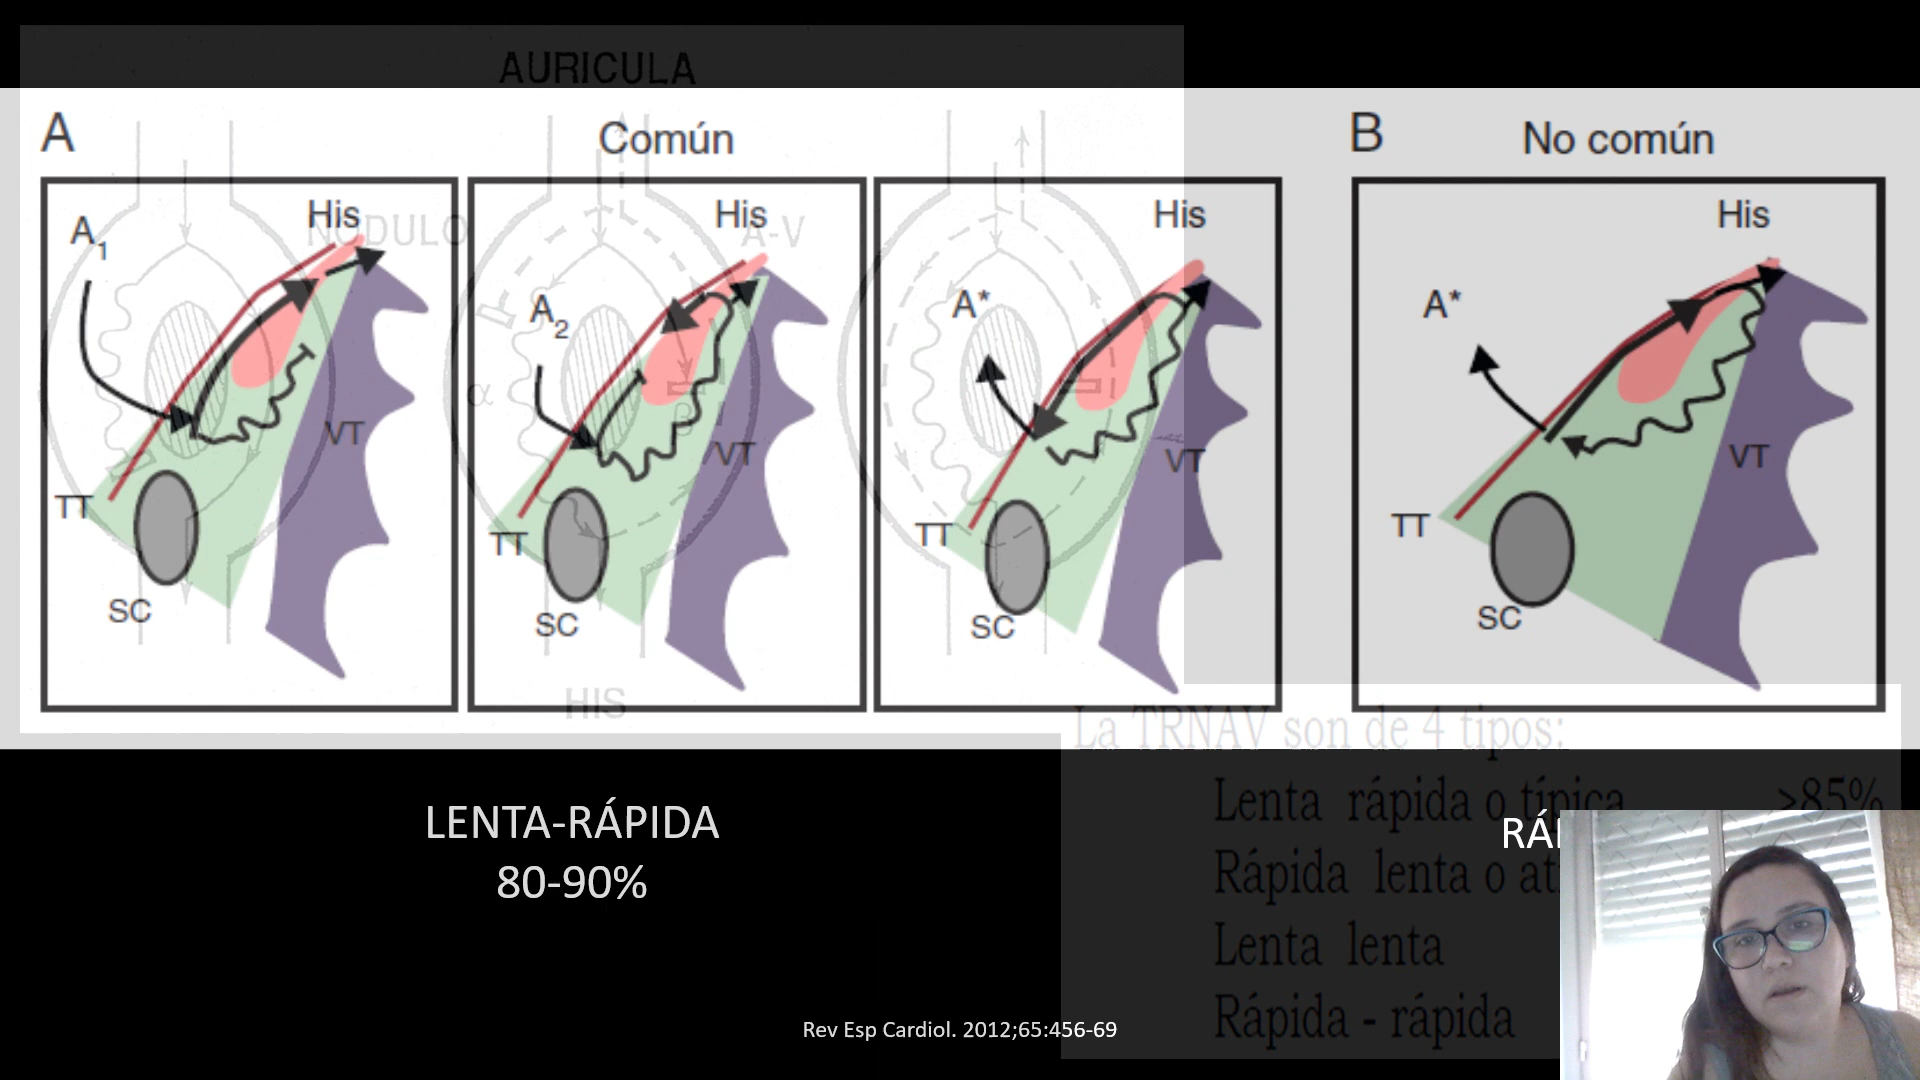 AURICULA
A Común B No común
NODULO A-V
His His His His
A1 A2 A* A*
α β
VT VT VT VT
TT TT TT TT
SC SC SC SC
HIS
La TRNAV son de 4 tipos:
Lenta rápida o típica >85%
LENTA-RÁPIDA
80-90%
Rápida lenta o
Lenta lenta
Rápida - rápida
Rev Esp Cardiol. 2012;65:456-69